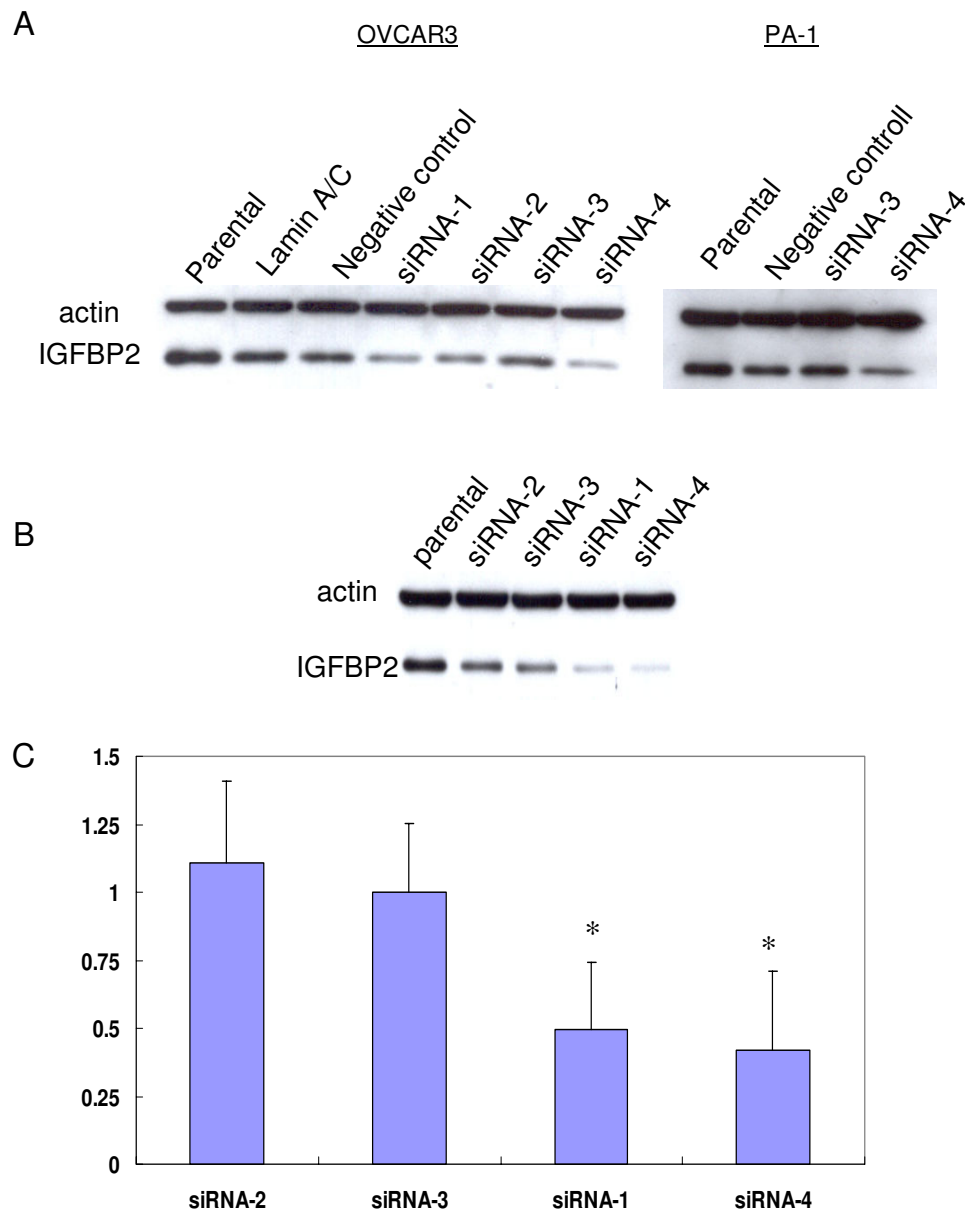 A
OVCAR3
PA-1
Parental
Lamin A/C
Negative control
siRNA-1
siRNA-2
siRNA-3
siRNA-4
Parental
Negative controll
siRNA-3
siRNA-4
actin
IGFBP2
B
parental
siRNA-2
siRNA-3
siRNA-1
siRNA-4
actin
IGFBP2
C
1.5
1.25
1
0.75
0.5
0.25
0
*
*
siRNA-2
siRNA-3
siRNA-1
siRNA-4